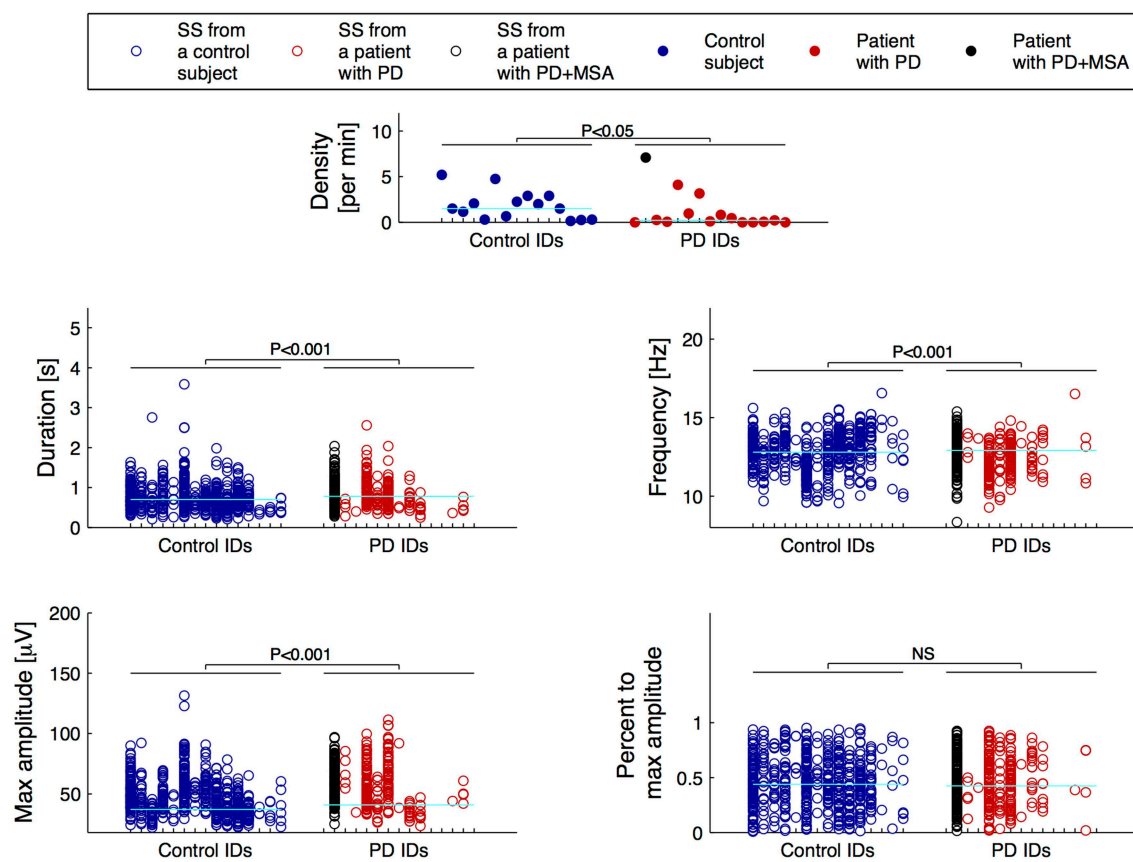 SS from
a control
subject
SS from
a patient
with PD
SS from
a patient
with PD+MSA
Control
subject
Patient
with PD
Patient
with PD+MSA
Density
[per min]
10
5
0
P<0.05
Control IDs
PD IDs
Duration [s]
5
4
3
2
1
0
P<0.001
Control IDs
PD IDs
Frequency [Hz]
20
15
10
P<0.001
Control IDs
PD IDs
Max amplitude [µV]
200
150
100
50
P<0.001
Control IDs
PD IDs
Percent to
max amplitude
1
0.5
0
NS
Control IDs
PD IDs